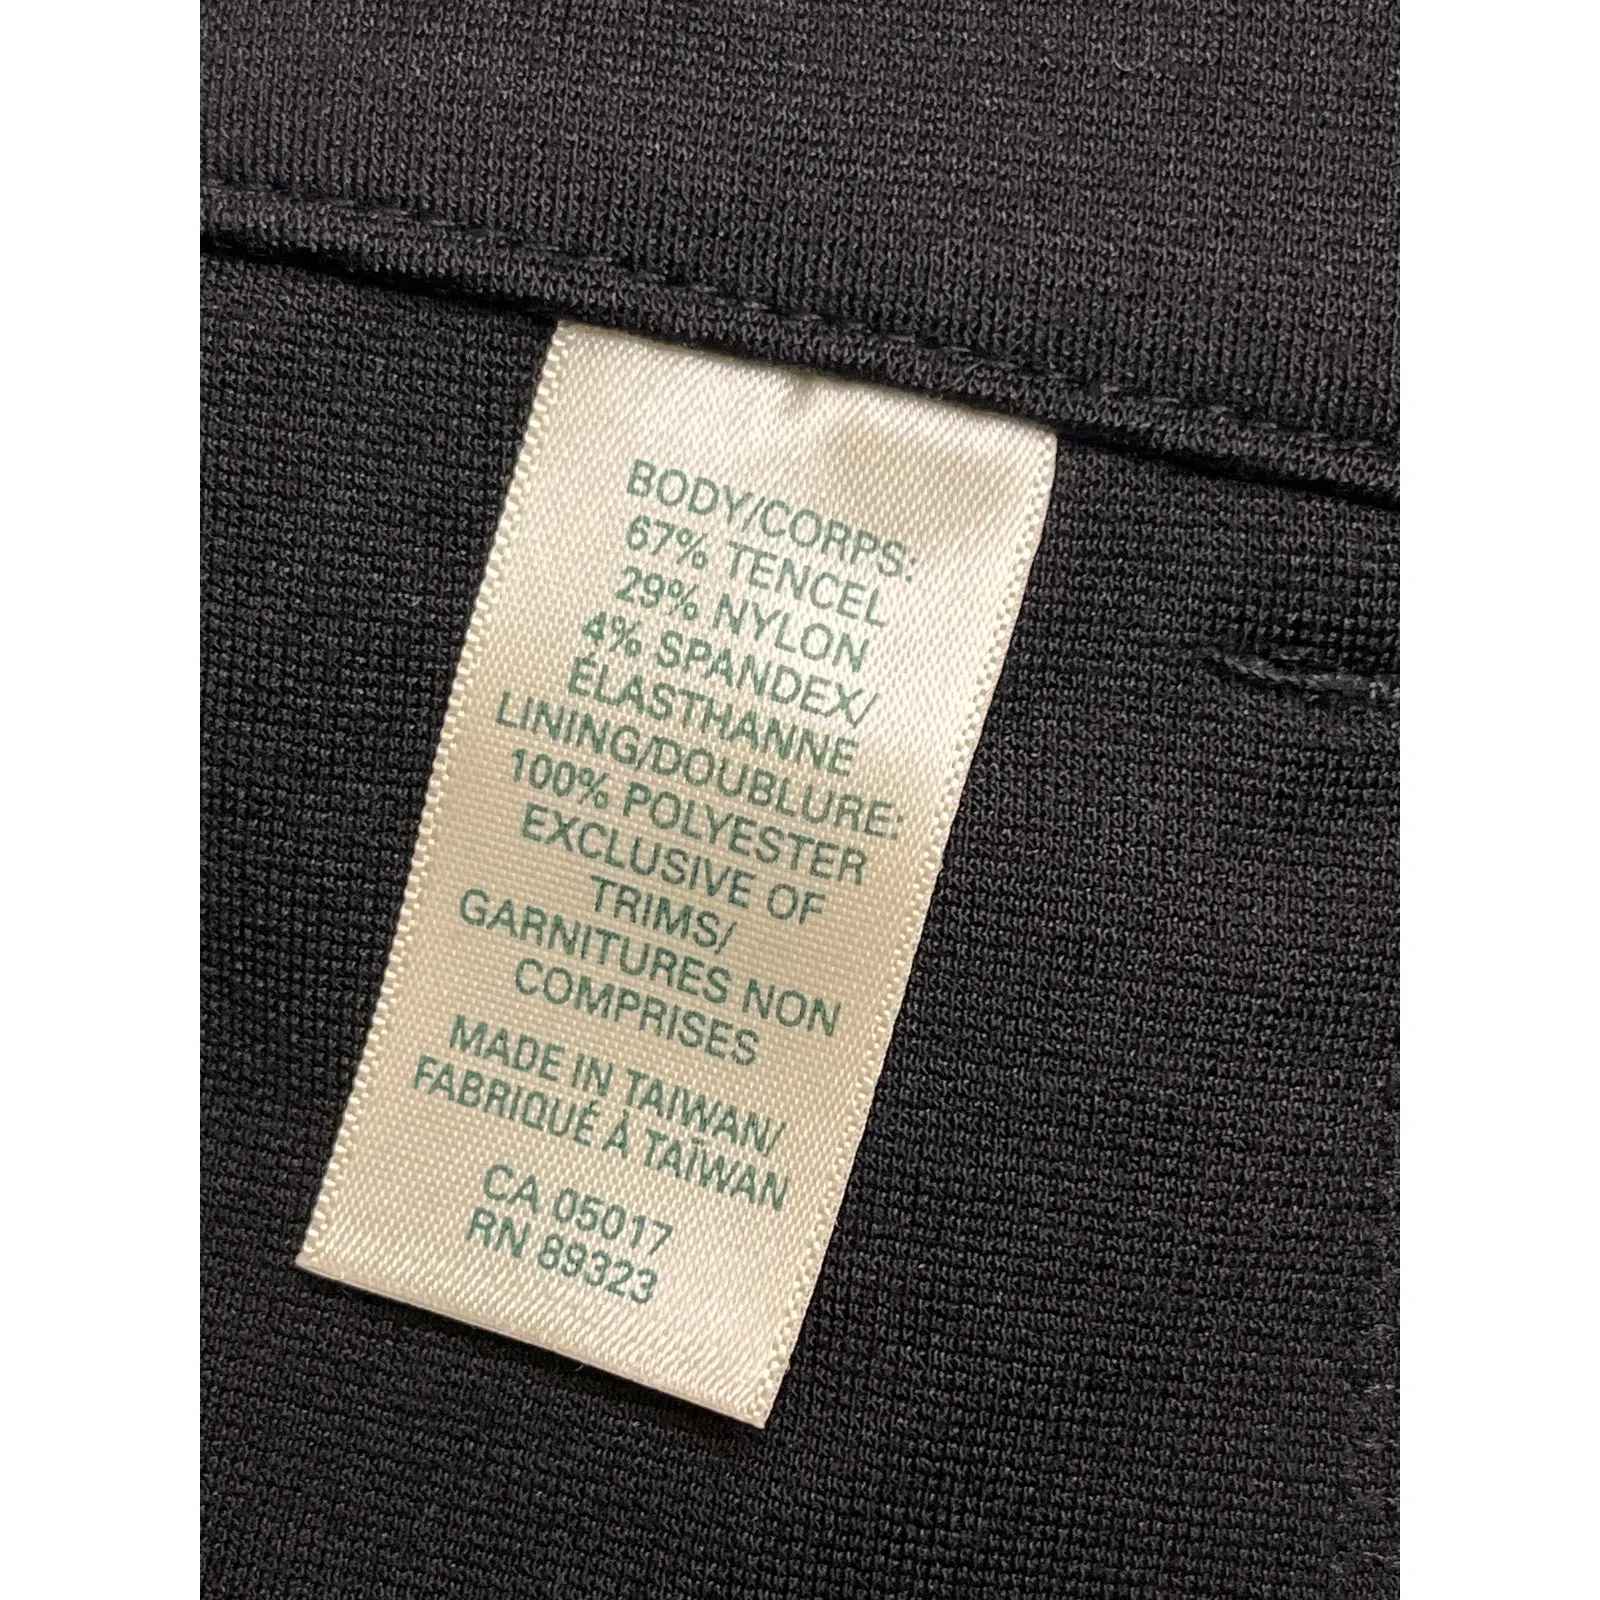 BODY/CORPS:
67% TENCEL
29% NYLON
4% SPANDEX/
ÉLASTHANNE
LINING/DOUBLURE:
100% POLYESTER
EXCLUSIVE OF
TRIMS/
GARNITURES NON
COMPRISES
MADE IN TAIWAN/
FABRIQUÉ À TAÏWAN
CA 05017
RN 89323